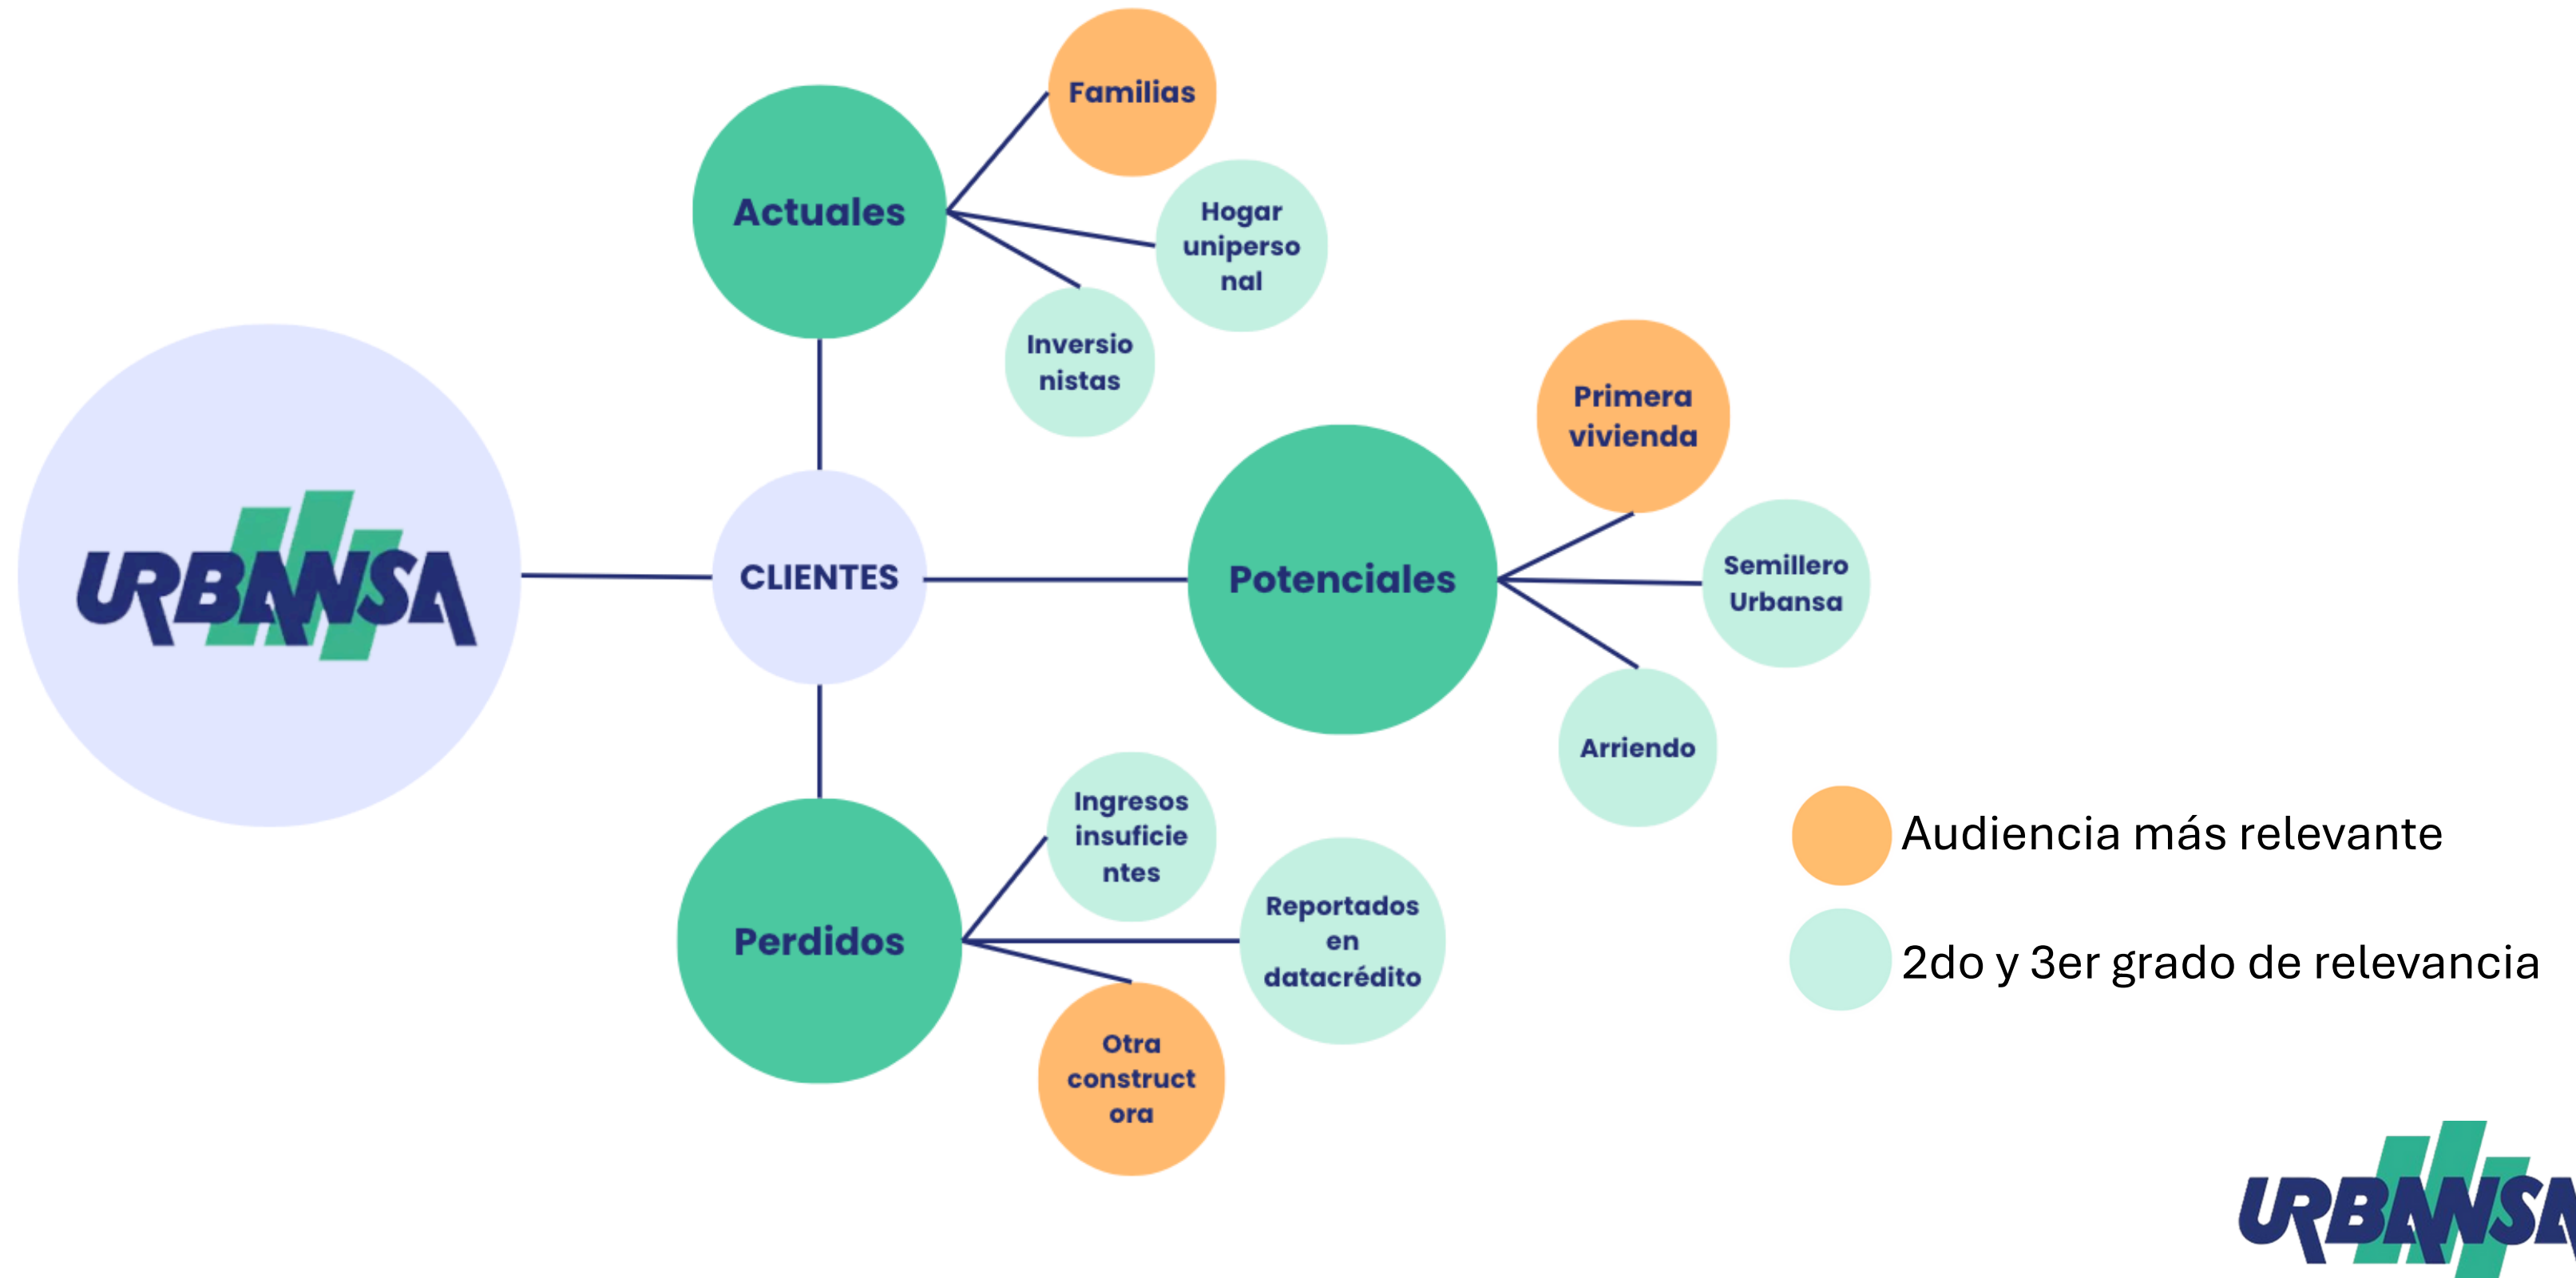 Familias
Actuales
Hogar
uniperso
nal
Inversio
nistas
URBANSA
CLIENTES
Potenciales
Primera
vivienda
Semillero
Urbansa
Arriendo
Perdidos
Ingresos
insuficie
ntes
Reportados
en
datacrédito
Otra
construct
ora
Audiencia más relevante
2do y 3er grado de relevancia
URBANSA